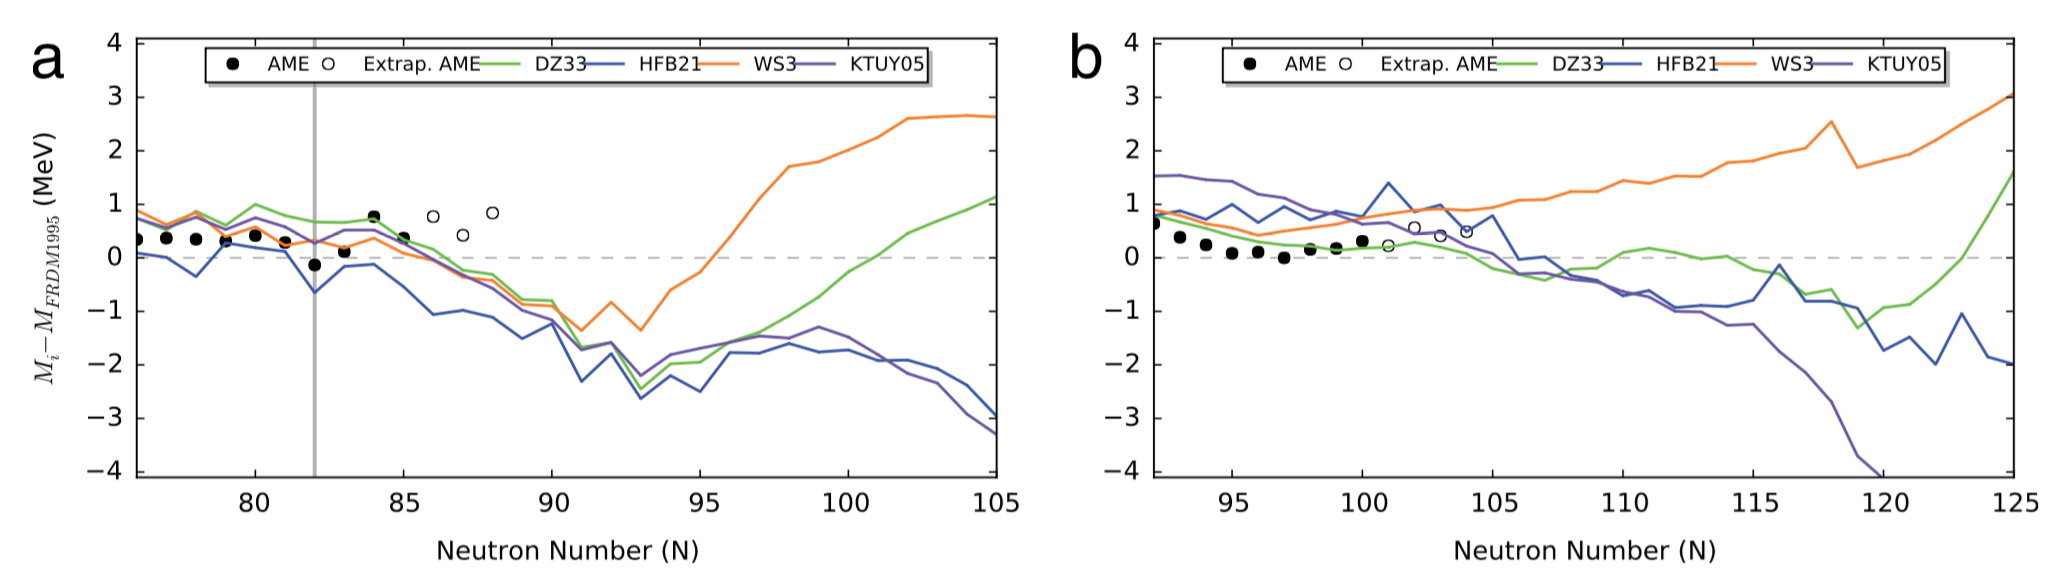 a
4
3
2
1
0
−1
−2
−3
−4
M_i−M_FRDM1995 (MeV)
AME Extrap. AME DZ33 HFB21 WS3 KTUY05
80 85 90 95 100 105
Neutron Number (N)
b
4
3
2
1
0
−1
−2
−3
−4
AME Extrap. AME DZ33 HFB21 WS3 KTUY05
95 100 105 110 115 120 125
Neutron Number (N)